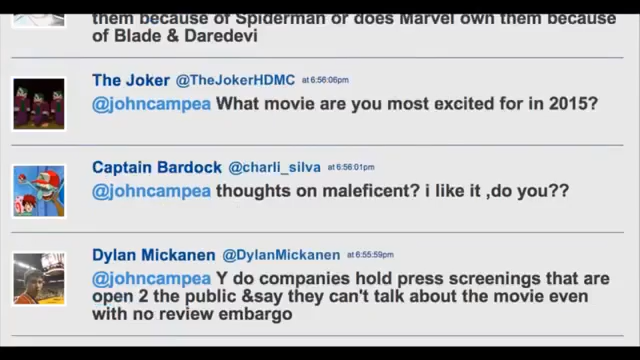 them because of Spiderman or does Marvel own them because
of Blade & Daredevi
The Joker @TheJokerHDMC at 6:56:06pm
@johncampea What movie are you most excited for in 2015?
Captain Bardock @charli_silva at 6:56:01pm
@johncampea thoughts on maleficent? i like it ,do you??
Dylan Mickanen @DylanMickanen at 6:55:59pm
@johncampea Y do companies hold press screenings that are
open 2 the public &say they can't talk about the movie even
with no review embargo